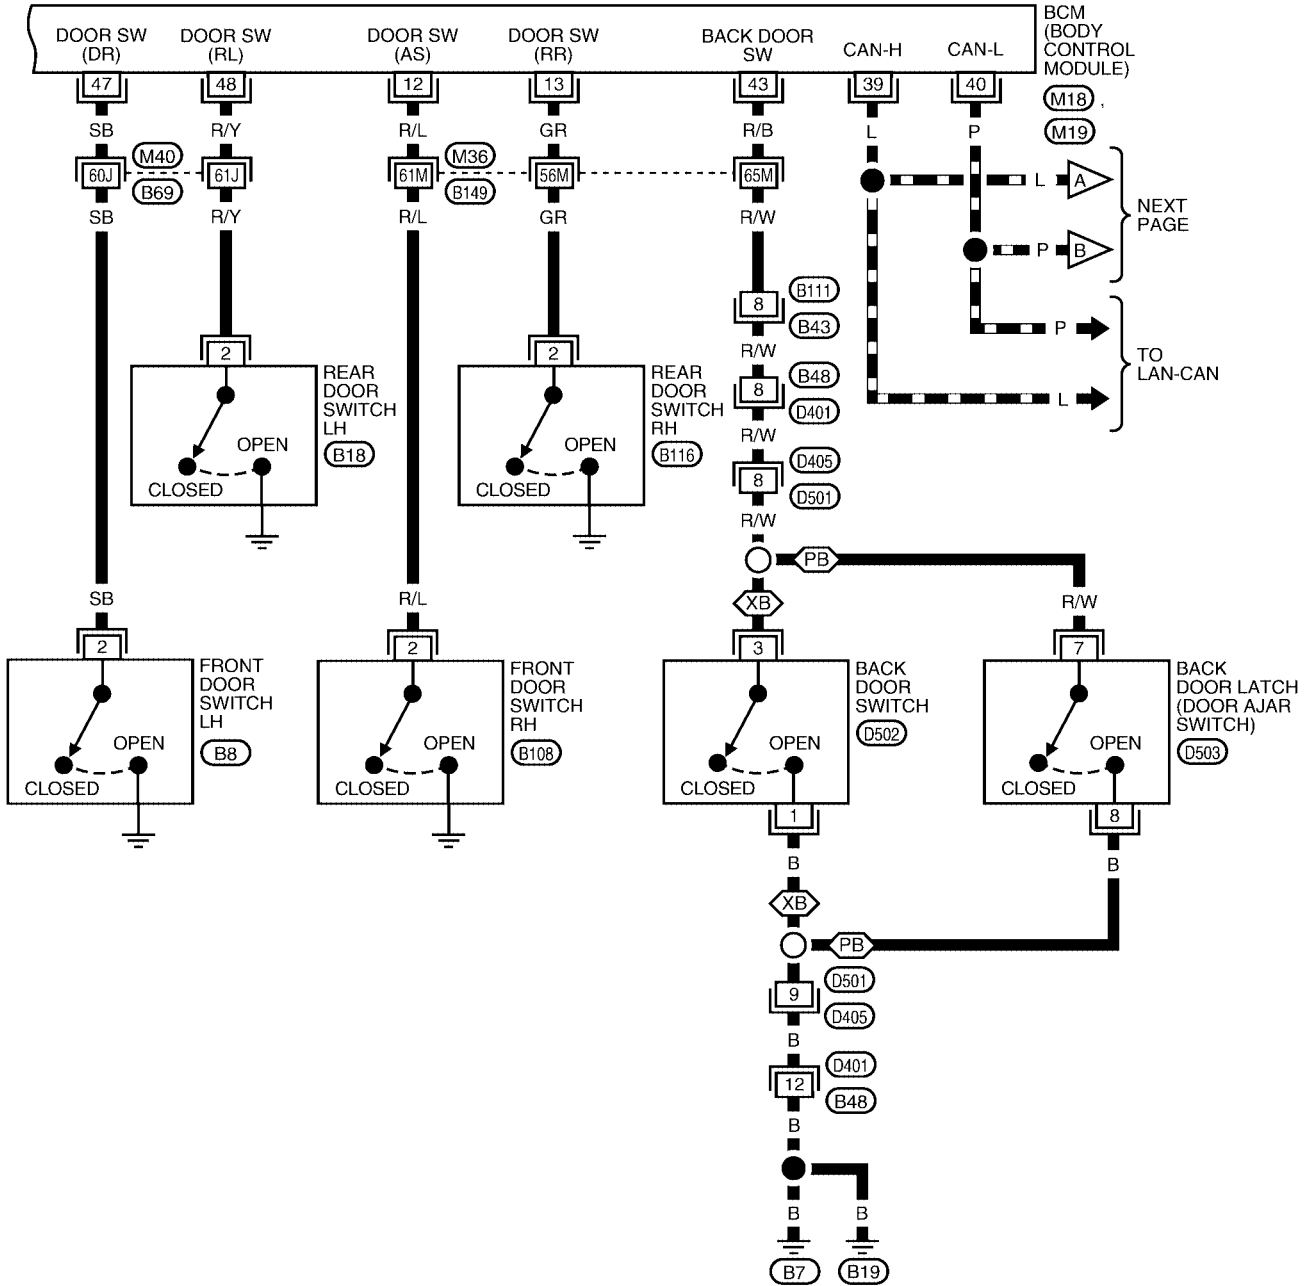 BCM
(BODY
CONTROL
MODULE)
M18 ,
M19
DOOR SW
(DR)
DOOR SW
(RL)
DOOR SW
(AS)
DOOR SW
(RR)
BACK DOOR
SW
CAN-H
CAN-L
47
48
12
13
43
39
40
SB
R/Y
R/L
GR
R/B
L
P
60J
M40
B69
61J
61M
M36
B149
56M
65M
L
A
P
B
NEXT
PAGE
SB
R/Y
R/L
GR
R/W
8
B111
B43
R/W
8
B48
D401
R/W
8
D405
D501
R/W
P
L
TO
LAN-CAN
2
REAR
DOOR
SWITCH
LH
B18
OPEN
CLOSED
2
REAR
DOOR
SWITCH
RH
B116
OPEN
CLOSED
PB
XB
R/W
SB
R/L
2
FRONT
DOOR
SWITCH
LH
B8
OPEN
CLOSED
2
FRONT
DOOR
SWITCH
RH
B108
OPEN
CLOSED
3
BACK
DOOR
SWITCH
D502
OPEN
CLOSED
1
7
BACK
DOOR LATCH
(DOOR AJAR
SWITCH)
D503
OPEN
CLOSED
8
B
B
XB
PB
9
D501
D405
B
12
D401
B48
B
B
B
B7
B19